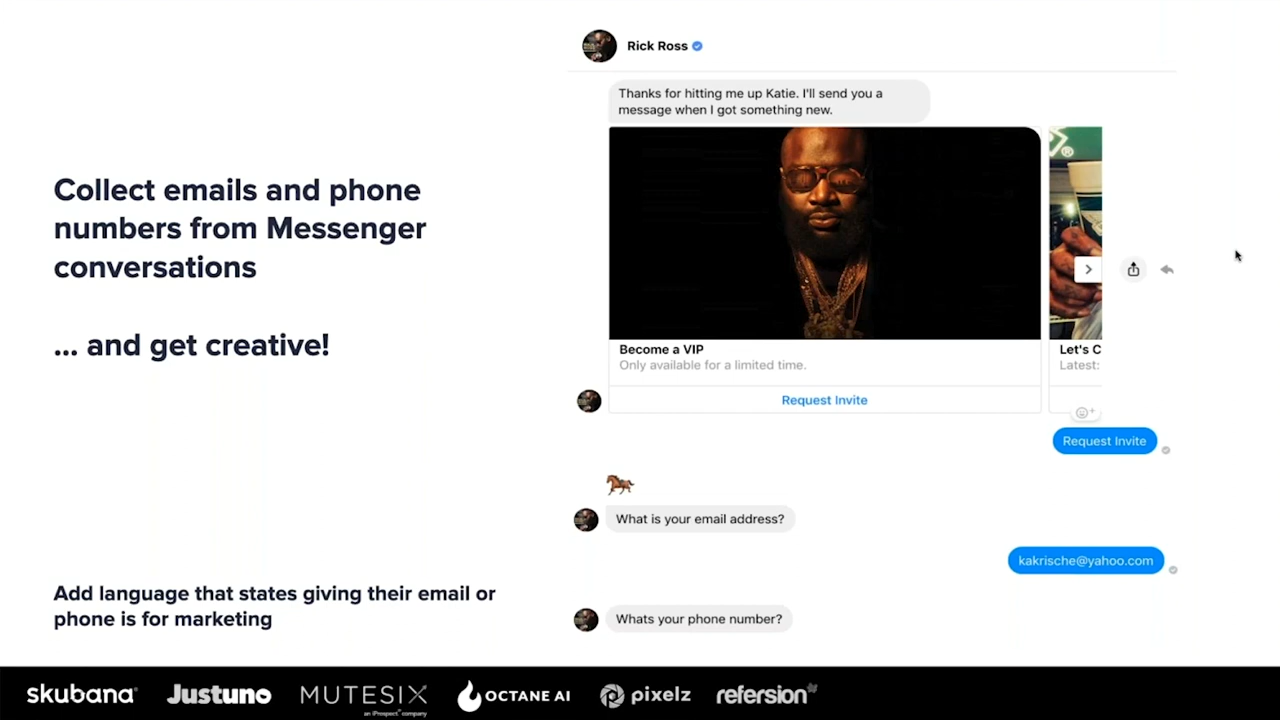 Rick Ross
Thanks for hitting me up Katie. I'll send you a
message when I got something new.
Collect emails and phone
numbers from Messenger
conversations
... and get creative!
Become a VIP
Only available for a limited time.
Request Invite
Let's C
Latest:
Request Invite
What is your email address?
kakrische@yahoo.com
Add language that states giving their email or
phone is for marketing
Whats your phone number?
skubana
Justuno
MUTESIX
an iProspect company
OCTANE AI
pixelz
refersion